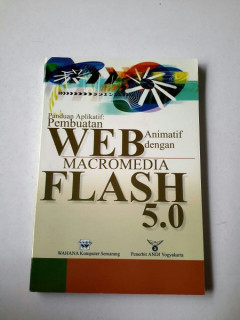 Panduan Aplikatif:
Pembuatan
WEB Animatif dengan
MACROMEDIA
FLASH
5.0
WAHANA Komputer Semarang
Penerbit ANDI Yogyakarta